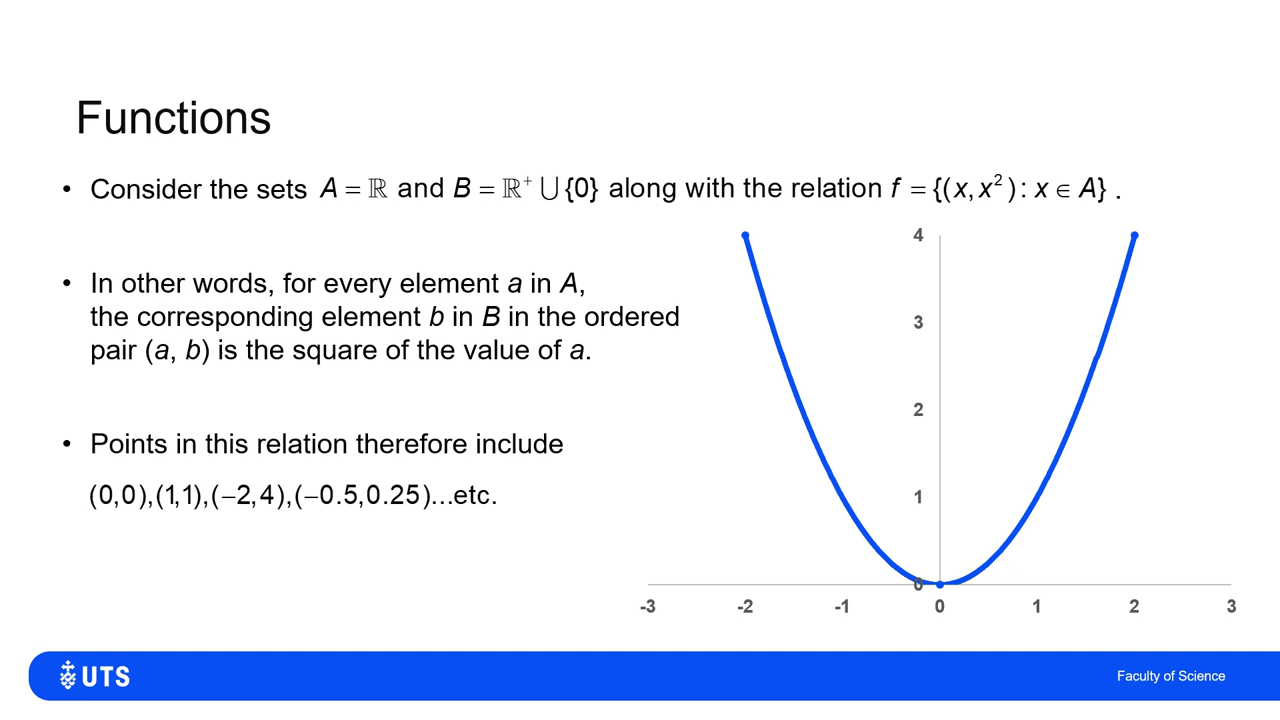 Functions
• Consider the sets A = ℝ and B = ℝ⁺ ⋃ {0} along with the relation f = {(x, x²) : x ∈ A} .
• In other words, for every element a in A,
the corresponding element b in B in the ordered
pair (a, b) is the square of the value of a.
• Points in this relation therefore include
(0,0),(1,1),(−2,4),(−0.5,0.25)...etc.
4
3
2
1
0
-3 -2 -1 0 1 2 3
UTS
Faculty of Science